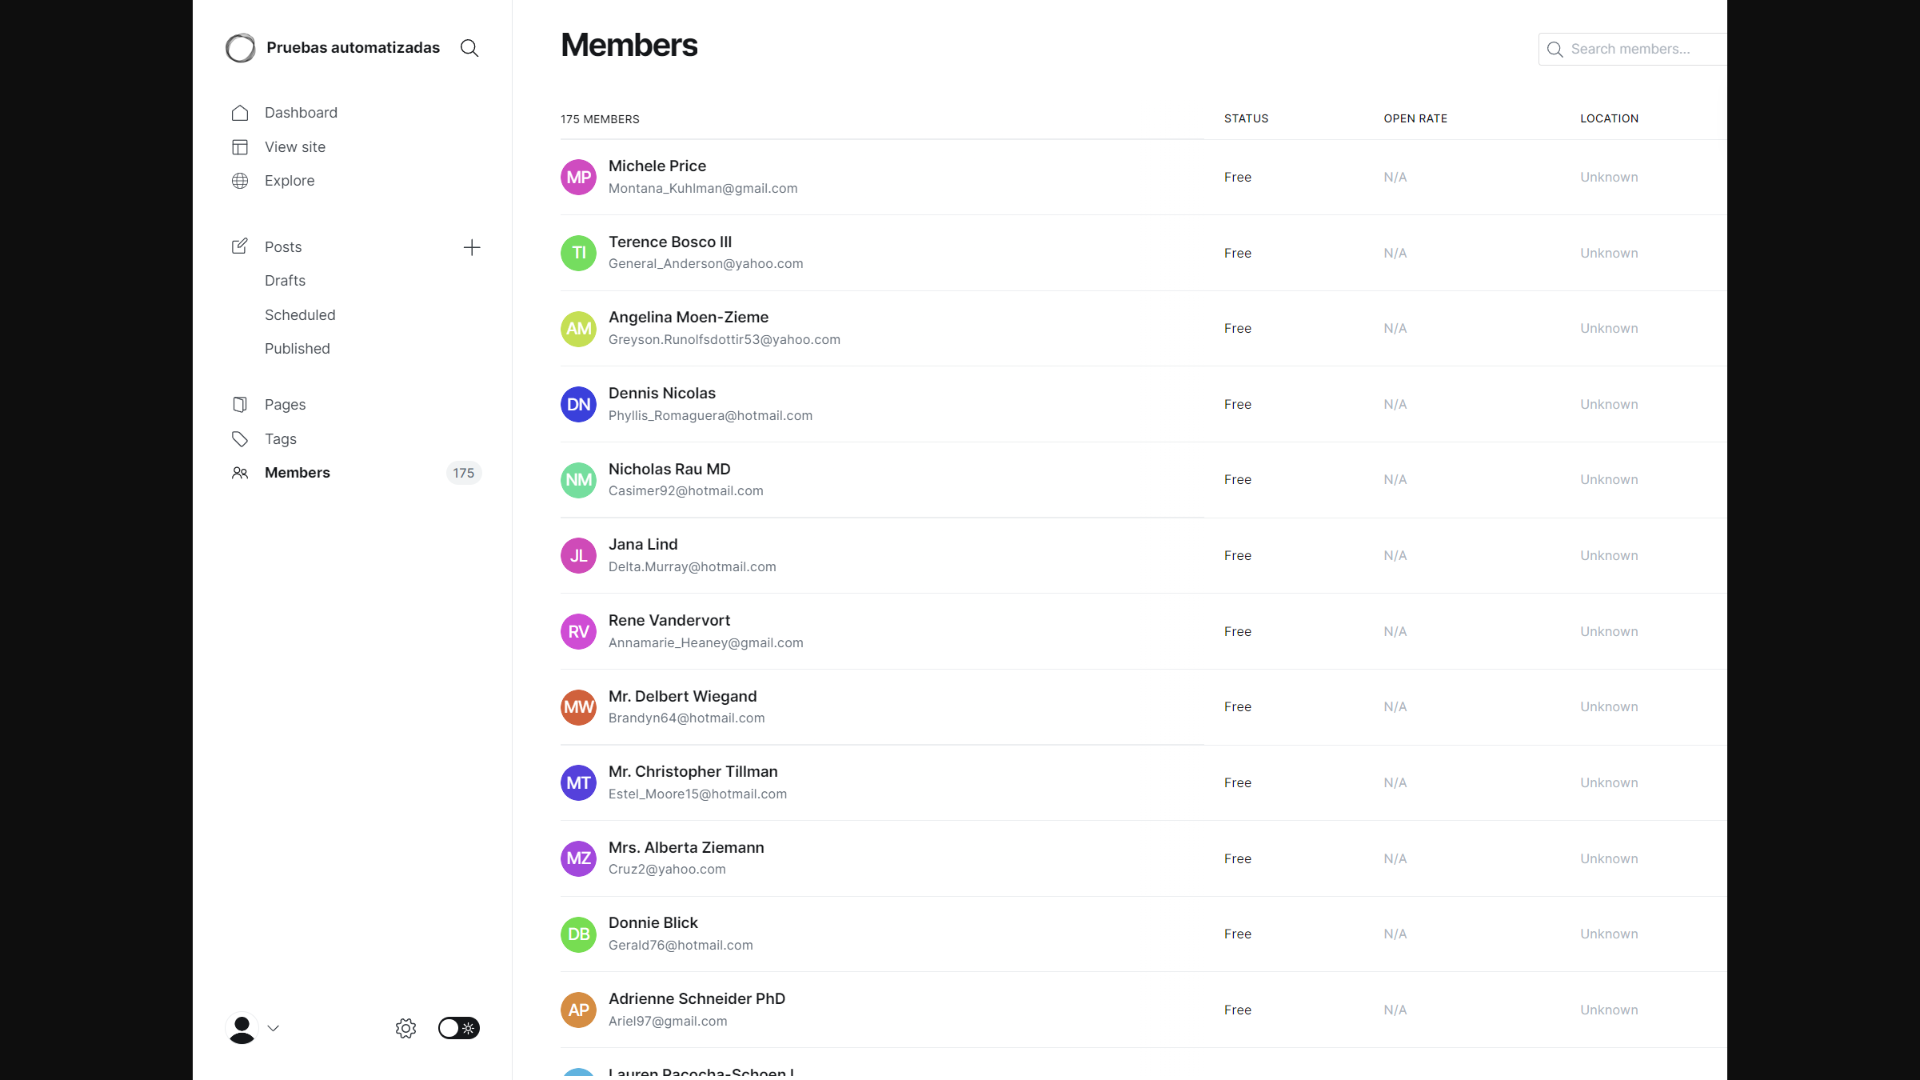 Pruebas automatizadas
Dashboard
View site
Explore
Posts
Drafts
Scheduled
Published
Pages
Tags
Members 175
Members
Search members...
175 MEMBERS STATUS OPEN RATE LOCATION
MP Michele Price
Montana_Kuhlman@gmail.com
Free N/A Unknown
TI Terence Bosco III
General_Anderson@yahoo.com
Free N/A Unknown
AM Angelina Moen-Zieme
Greyson.Runolfsdottir53@yahoo.com
Free N/A Unknown
DN Dennis Nicolas
Phyllis_Romaguera@hotmail.com
Free N/A Unknown
NM Nicholas Rau MD
Casimer92@hotmail.com
Free N/A Unknown
JL Jana Lind
Delta.Murray@hotmail.com
Free N/A Unknown
RV Rene Vandervort
Annamarie_Heaney@gmail.com
Free N/A Unknown
MW Mr. Delbert Wiegand
Brandyn64@hotmail.com
Free N/A Unknown
MT Mr. Christopher Tillman
Estel_Moore15@hotmail.com
Free N/A Unknown
MZ Mrs. Alberta Ziemann
Cruz2@yahoo.com
Free N/A Unknown
DB Donnie Blick
Gerald76@hotmail.com
Free N/A Unknown
AP Adrienne Schneider PhD
Ariel97@gmail.com
Free N/A Unknown
Lauren Pacocha-Schoen